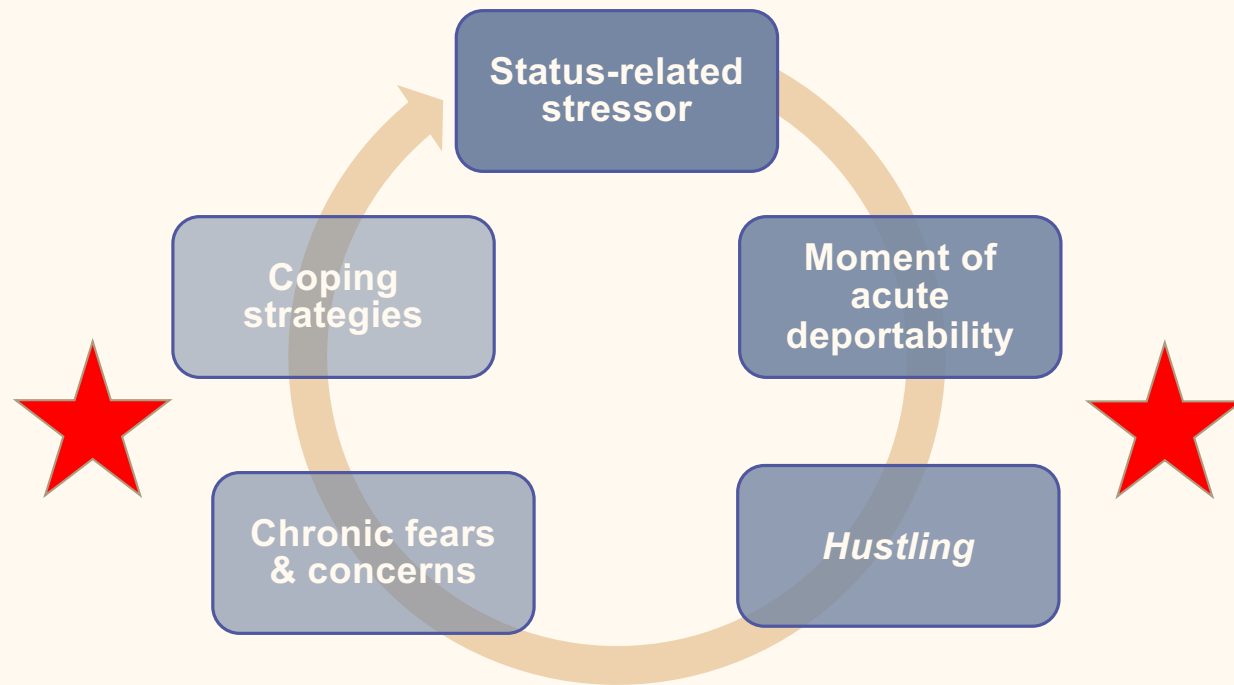 Status-related
stressor
Moment of
acute
deportability
Hustling
Chronic fears
& concerns
Coping
strategies